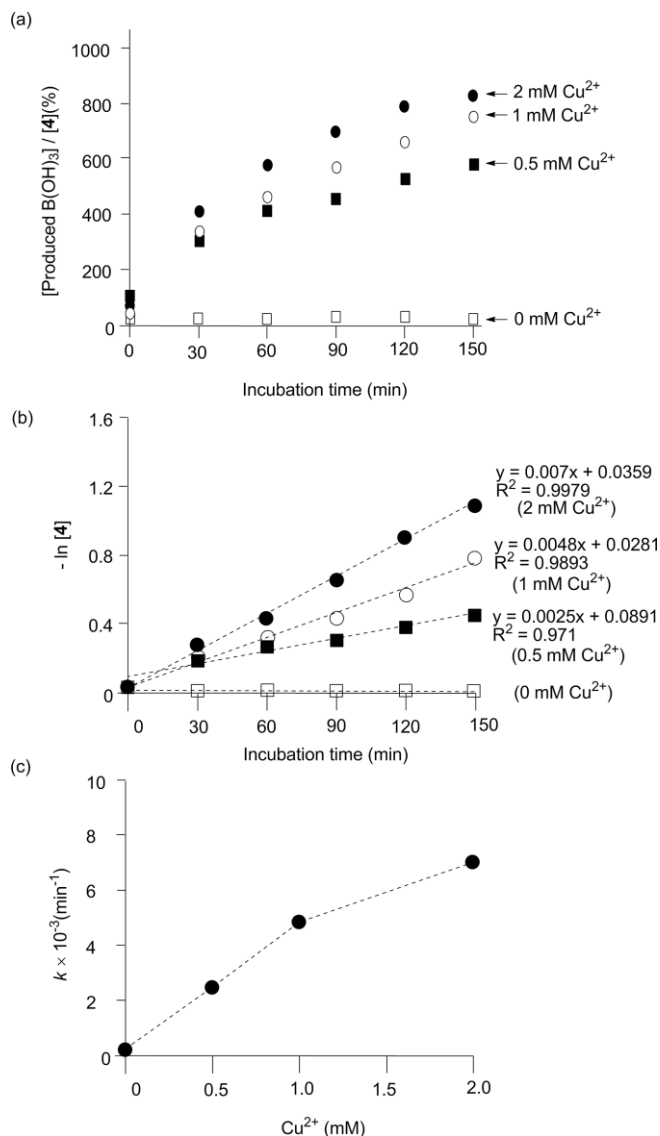 (a)
1000
800
600
400
200
0
[Produced B(OH)₃] / [4](%)
2 mM Cu²⁺
1 mM Cu²⁺
0.5 mM Cu²⁺
0 mM Cu²⁺
0 30 60 90 120 150
Incubation time (min)
(b)
1.6
1.2
0.8
0.4
0
- ln [4]
y = 0.007x + 0.0359
R² = 0.9979
(2 mM Cu²⁺)
y = 0.0048x + 0.0281
R² = 0.9893
(1 mM Cu²⁺)
y = 0.0025x + 0.0891
R² = 0.971
(0.5 mM Cu²⁺)
(0 mM Cu²⁺)
0 30 60 90 120 150
Incubation time (min)
(c)
10
8
6
4
2
0
k × 10⁻³(min⁻¹)
0 0.5 1.0 2.0
Cu²⁺ (mM)